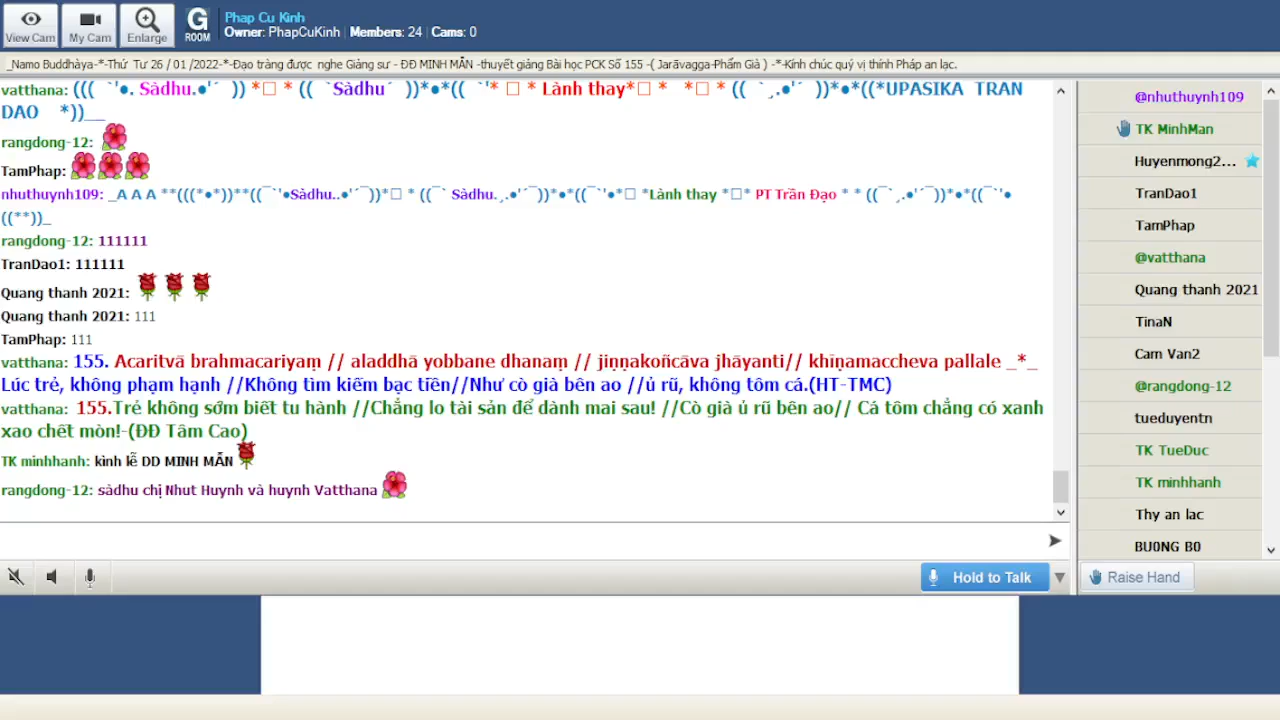 View Cam
My Cam
Enlarge
G
ROOM
Phap Cu Kinh
Owner: PhapCuKinh | Members: 24 | Cams: 0
_Namo Buddhàya-*-Thứ Tư 26 / 01 /2022-*-Đạo tràng được nghe Giảng sư - ĐĐ MINH MẪN -thuyết giảng Bài học PCK Số 155 -( Jarāvagga-Phẩm Già ) -*-Kính chúc quý vị thính Pháp an lạc.
vatthana: ((( `'•. Sàdhu.•'´ )) *□ * (( `Sàdhu´ ))*•*(( `'* □ * Lành thay*□ * *□ * (( `¸.•'´ ))*•*((*UPASIKA TRAN
DAO *))__
rangdong-12:
TamPhap:
nhuthuynh109: _A A A **(((*•*))**((¯`'•Sàdhu..•'´¯))*□ * ((¯` Sàdhu.¸.•'´¯))*•*((¯`'•*□ *Lành thay *□* PT Trần Đạo * * ((¯`¸.•'´¯))*•*((¯`'•
((**))_
rangdong-12: 111111
TranDao1: 111111
Quang thanh 2021:
Quang thanh 2021: 111
TamPhap: 111
vatthana: 155. Acaritvā brahmacariyaṃ // aladdhā yobbane dhanaṃ // jiṇṇakoñcāva jhāyanti// khīṇamaccheva pallale _*_
Lúc trẻ, không phạm hạnh //Không tìm kiếm bạc tiền//Như cò già bên ao //ủ rũ, không tôm cá.(HT-TMC)
vatthana: 155.Trẻ không sớm biết tu hành //Chẳng lo tài sản để dành mai sau! //Cò già ủ rũ bên ao// Cá tôm chẳng có xanh
xao chết mòn!-(ĐĐ Tâm Cao)
TK minhhanh: kình lễ DD MINH MẪN
rangdong-12: sàdhu chị Nhut Huynh và huynh Vatthana
Hold to Talk
@nhuthuynh109
TK MinhMan
Huyenmong2...
TranDao1
TamPhap
@vatthana
Quang thanh 2021
TinaN
Cam Van2
@rangdong-12
tueduyentn
TK TueDuc
TK minhhanh
Thy an lac
BU0NG B0
Raise Hand